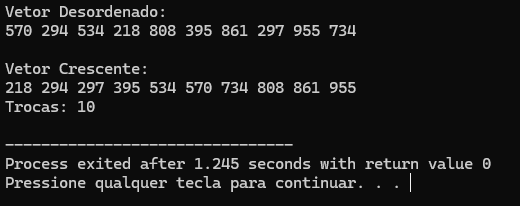 Vetor Desordenado:
570 294 534 218 808 395 861 297 955 734
Vetor Crescente:
218 294 297 395 534 570 734 808 861 955
Trocas: 10
--------------------------------
Process exited after 1.245 seconds with return value 0
Pressione qualquer tecla para continuar. . .